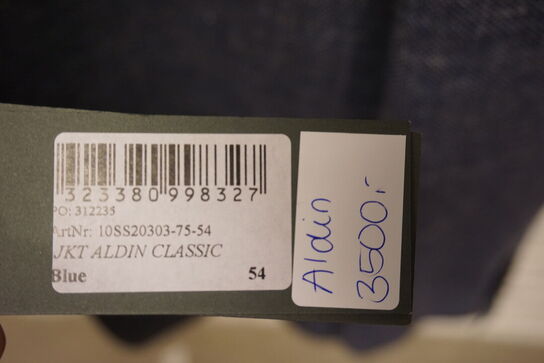 323380998327
PO: 312235
ArtNr: 10SS20303-75-54
JKT ALDIN CLASSIC
Blue 54
Aldin
3500,-